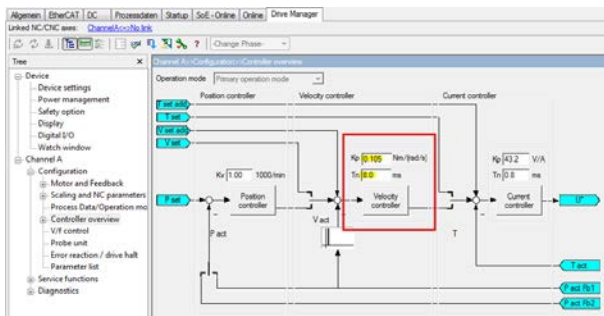 Allgemein EtherCAT DC Prozessdaten Startup SoE - Online Online Drive Manager
Linked NC/CNC axes: ChannelA<>No link
-Change Phase-
Tree X Channel A<>Configuration<>Controller overview
Operation mode Primary operation mode
Device
Device settings
Power management
Safety option
Display
Digital I/O
Watch window
Channel A
Configuration
Motor and Feedback
Scaling and NC parameters
Process Data/Operation mo
Controller overview
V/f control
Probe unit
Error reaction / drive halt
Parameter list
Service functions
Diagnostics
Position controller Velocity controller Current controller
T set add
T set
V set add
V set
Kp 0.105 Nm/(rad/s) Kp 43.2 V/A
Kv 1.00 1000/min Tn 8.0 ms Tn 0.8 ms
P set Position controller Velocity controller Current controller
P act V act T
T act
P act Fb1
P act Fb2